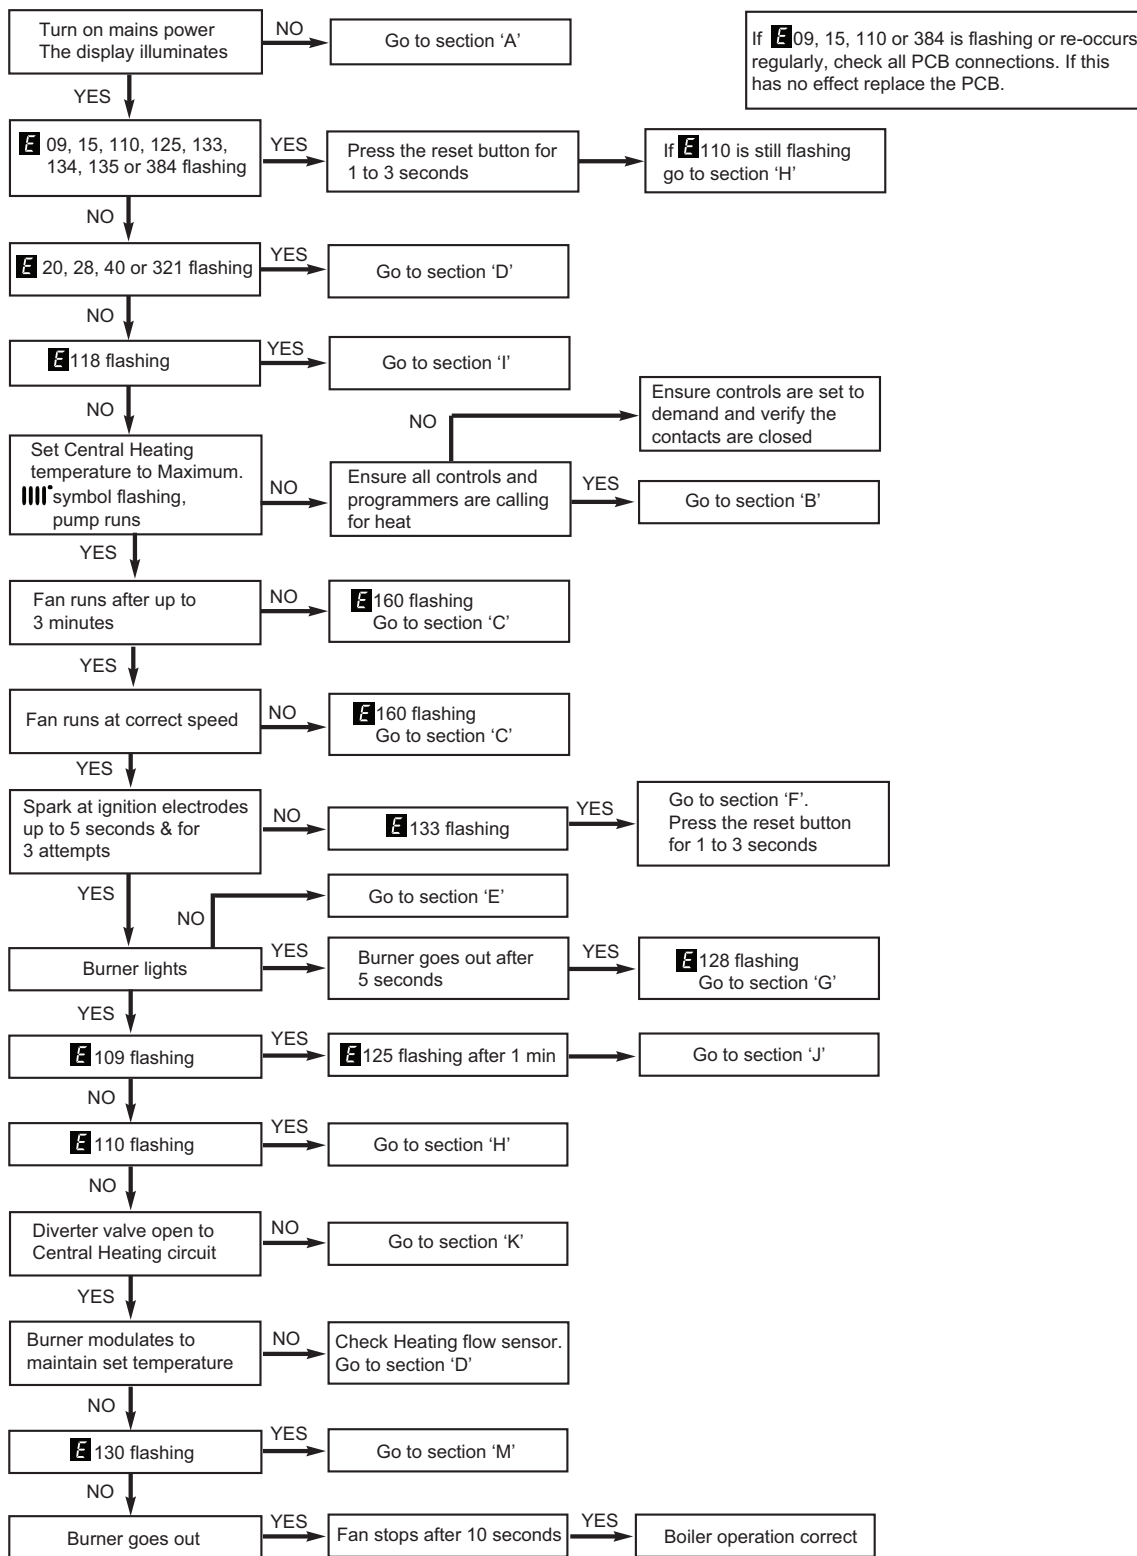 Turn on mains power
The display illuminates
NO
Go to section ‘A’
If E 09, 15, 110 or 384 is flashing or re-occurs
regularly, check all PCB connections. If this
has no effect replace the PCB.
YES
E 09, 15, 110, 125, 133,
134, 135 or 384 flashing
YES
Press the reset button for
1 to 3 seconds
If E 110 is still flashing
go to section ‘H’
NO
E 20, 28, 40 or 321 flashing
YES
Go to section ‘D’
NO
E 118 flashing
YES
Go to section ‘I’
NO
Set Central Heating
temperature to Maximum.
symbol flashing,
pump runs
NO
Ensure all controls and
programmers are calling
for heat
NO
Ensure controls are set to
demand and verify the
contacts are closed
YES
Go to section ‘B’
YES
Fan runs after up to
3 minutes
NO
E 160 flashing
Go to section ‘C’
YES
Fan runs at correct speed
NO
E 160 flashing
Go to section ‘C’
YES
Spark at ignition electrodes
up to 5 seconds & for
3 attempts
NO
E 133 flashing
YES
Go to section ‘F’.
Press the reset button
for 1 to 3 seconds
YES
NO
Go to section ‘E’
Burner lights
YES
Burner goes out after
5 seconds
YES
E 128 flashing
Go to section ‘G’
YES
E 109 flashing
YES
E 125 flashing after 1 min
Go to section ‘J’
NO
E 110 flashing
YES
Go to section ‘H’
NO
Diverter valve open to
Central Heating circuit
NO
Go to section ‘K’
YES
Burner modulates to
maintain set temperature
NO
Check Heating flow sensor.
Go to section ‘D’
NO
E 130 flashing
YES
Go to section ‘M’
NO
Burner goes out
YES
Fan stops after 10 seconds
YES
Boiler operation correct